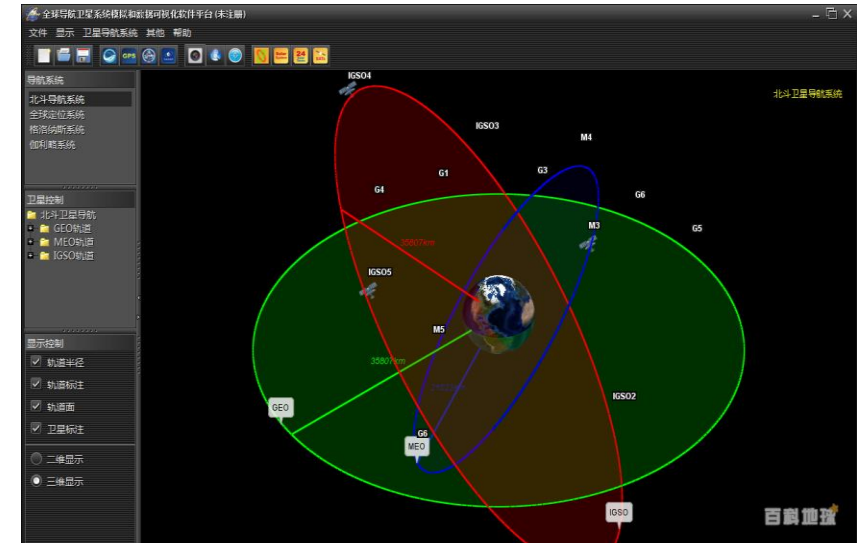 全球导航卫星系统模拟和数据可视化软件平台(未注册)
文件 显示 卫星导航系统 其他 帮助
GPS
24
导航系统
北斗导航系统
全球定位系统
格洛纳斯系统
伽利略系统
卫星控制
北斗卫星导航
GEO轨道
MEO轨道
IGSO轨道
显示控制
轨道半径
轨道标注
轨道面
卫星标注
二维显示
三维显示
北斗卫星导航系统
IGSO4
IGSO3
M4
G1
G3
G4
G6
M3
G5
35807km
IGSO5
M5
35807km
IGSO2
GEO
G6
MEO
IGSO
百科地球